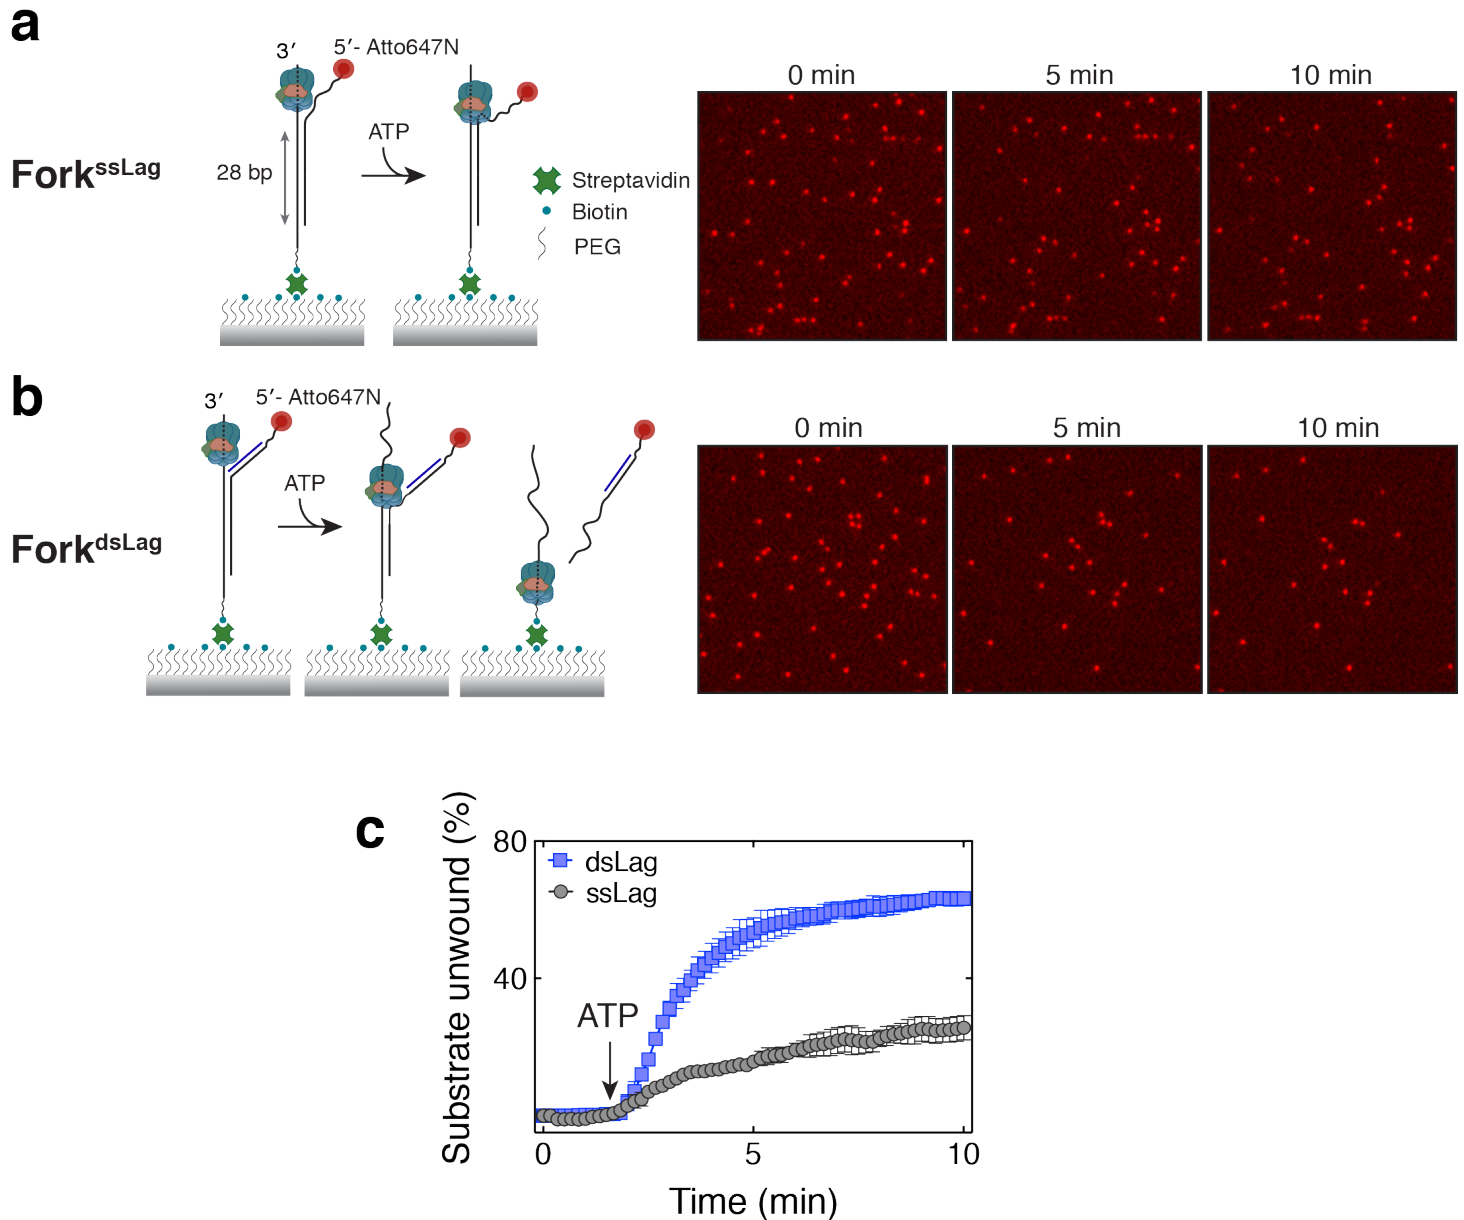 a
3′ 5′- Atto647N
ATP
28 bp
Fork^ssLag
Streptavidin
Biotin
PEG
0 min 5 min 10 min
b
3′ 5′- Atto647N
ATP
Fork^dsLag
0 min 5 min 10 min
c
Substrate unwound (%)
80
40
dsLag
ssLag
ATP
0 5 10
Time (min)